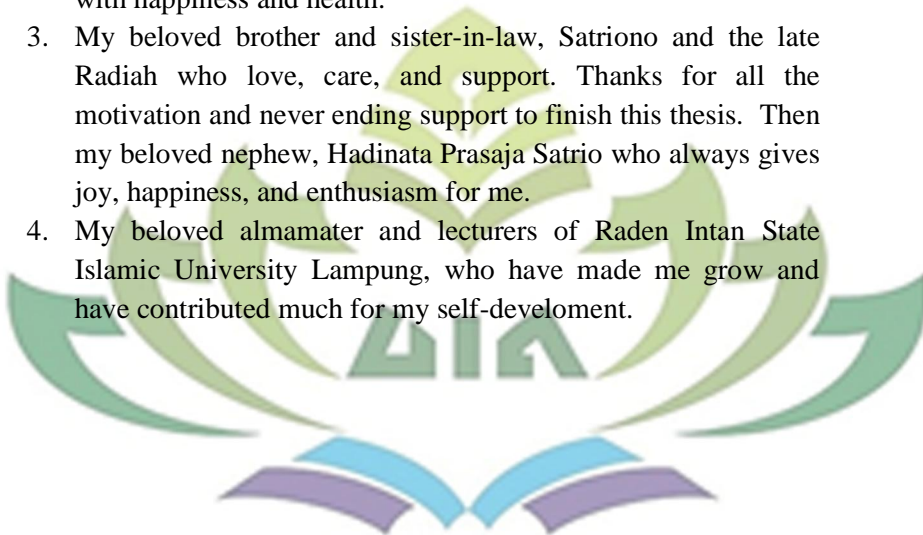 with happiness and health.
3. My beloved brother and sister-in-law, Satriono and the late
Radiah who love, care, and support. Thanks for all the
motivation and never ending support to finish this thesis. Then
my beloved nephew, Hadinata Prasaja Satrio who always gives
joy, happiness, and enthusiasm for me.
4. My beloved almamater and lecturers of Raden Intan State
Islamic University Lampung, who have made me grow and
have contributed much for my self-develoment.
UIN